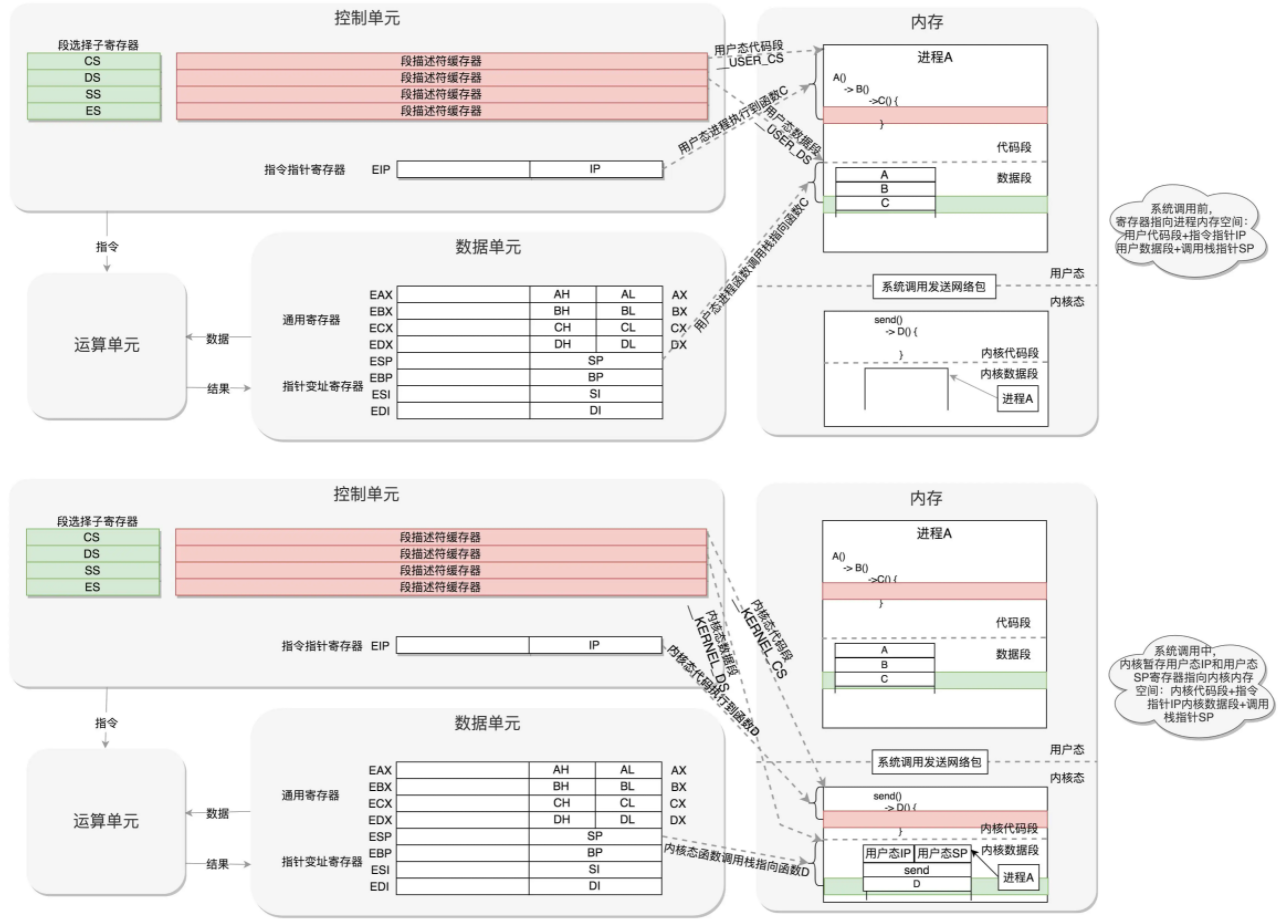 控制单元
段选择子寄存器
CS
DS
SS
ES
段描述符缓存器
段描述符缓存器
段描述符缓存器
段描述符缓存器
指令指针寄存器 EIP IP
指令
运算单元
数据
结果
数据单元
通用寄存器
指针变址寄存器
EAX AH AL AX
EBX BH BL BX
ECX CH CL CX
EDX DH DL DX
ESP SP
EBP BP
ESI SI
EDI DI
用户态代码段
__USER_CS
用户态数据段
__USER_DS
用户态进程执行到函数C
用户态进程函数调用栈指向函数C
内存
进程A
A()
-> B()
->C() {
}
代码段
数据段
A
B
C
用户态
系统调用发送网络包
内核态
send()
-> D() {
}
内核代码段
内核数据段
进程A
系统调用前，
寄存器指向进程内存空间：
用户代码段+指令指针IP
用户数据段+调用栈指针SP
控制单元
段选择子寄存器
CS
DS
SS
ES
段描述符缓存器
段描述符缓存器
段描述符缓存器
段描述符缓存器
指令指针寄存器 EIP IP
指令
运算单元
数据
结果
数据单元
通用寄存器
指针变址寄存器
EAX AH AL AX
EBX BH BL BX
ECX CH CL CX
EDX DH DL DX
ESP SP
EBP BP
ESI SI
EDI DI
内核态代码段
__KERNEL_CS
内核态数据段
__KERNEL_DS
内核态代码执行到函数D
内核态函数调用栈指向函数D
内存
进程A
A()
-> B()
->C() {
}
代码段
数据段
A
B
C
用户态
系统调用发送网络包
内核态
send()
-> D() {
}
内核代码段
内核数据段
用户态IP 用户态SP
send
D
进程A
系统调用中，
内核暂存用户态IP和用户态
SP寄存器指向内核内存
空间：内核代码段+指令
指针IP内核数据段+调用
栈指针SP